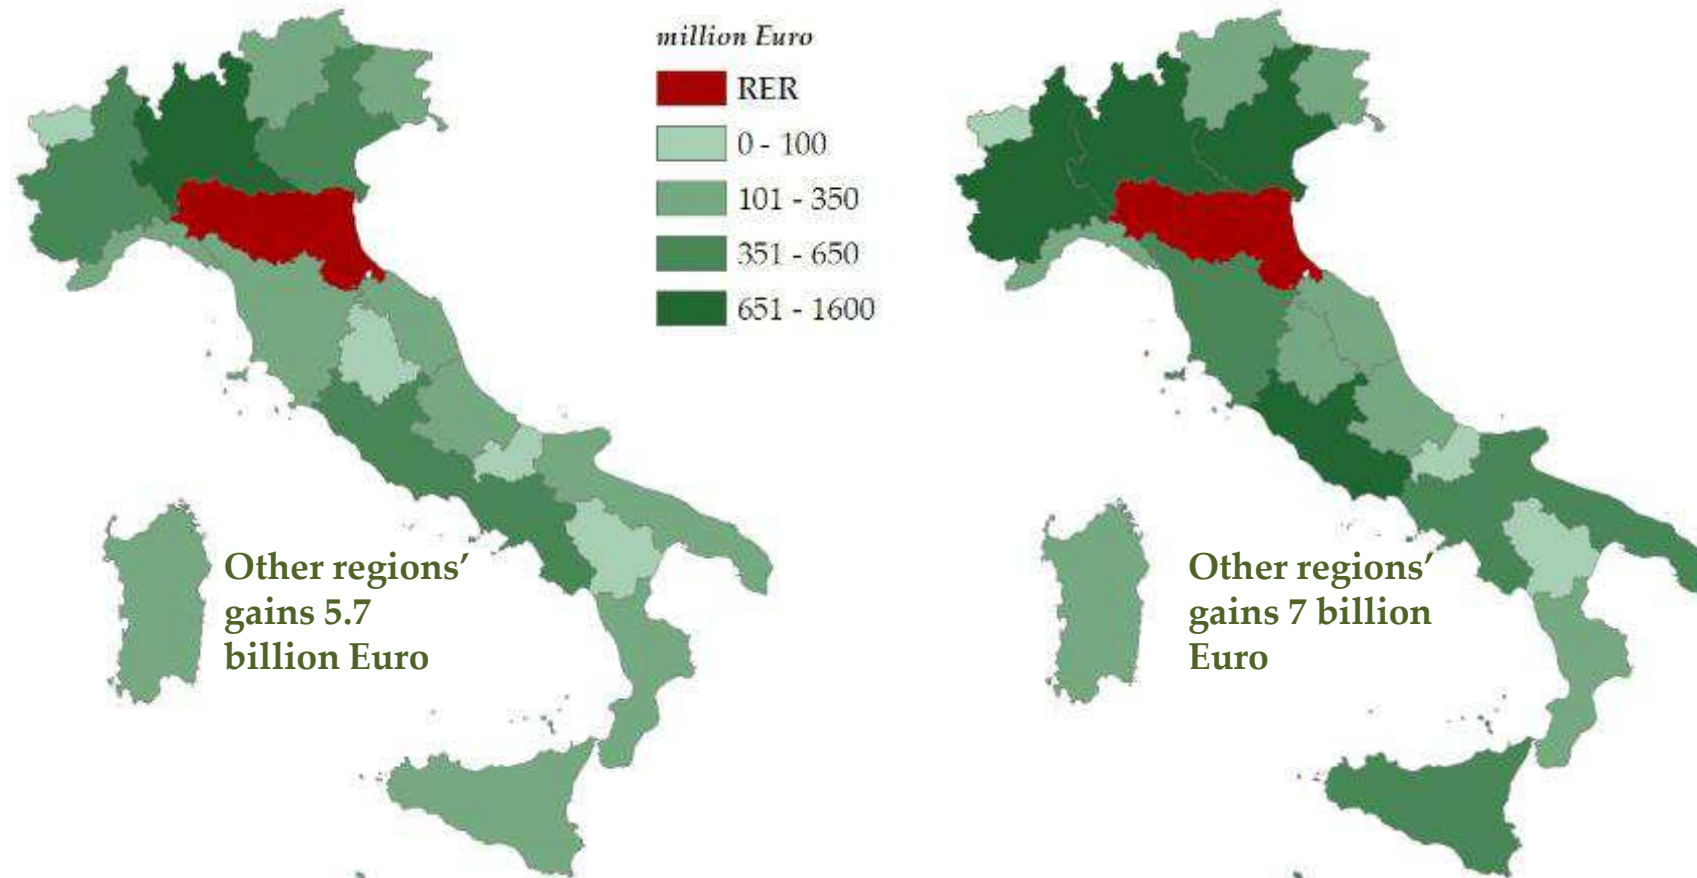 million Euro
RER
0 - 100
101 - 350
351 - 650
651 - 1600
Other regions’
gains 5.7
billion Euro
Other regions’
gains 7 billion
Euro